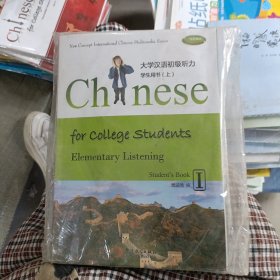 New Concept International Chinese Multimedia Series
大学汉语初级听力
学生用书（上）
Chinese
for College Students
Elementary Listening
Student's Book I